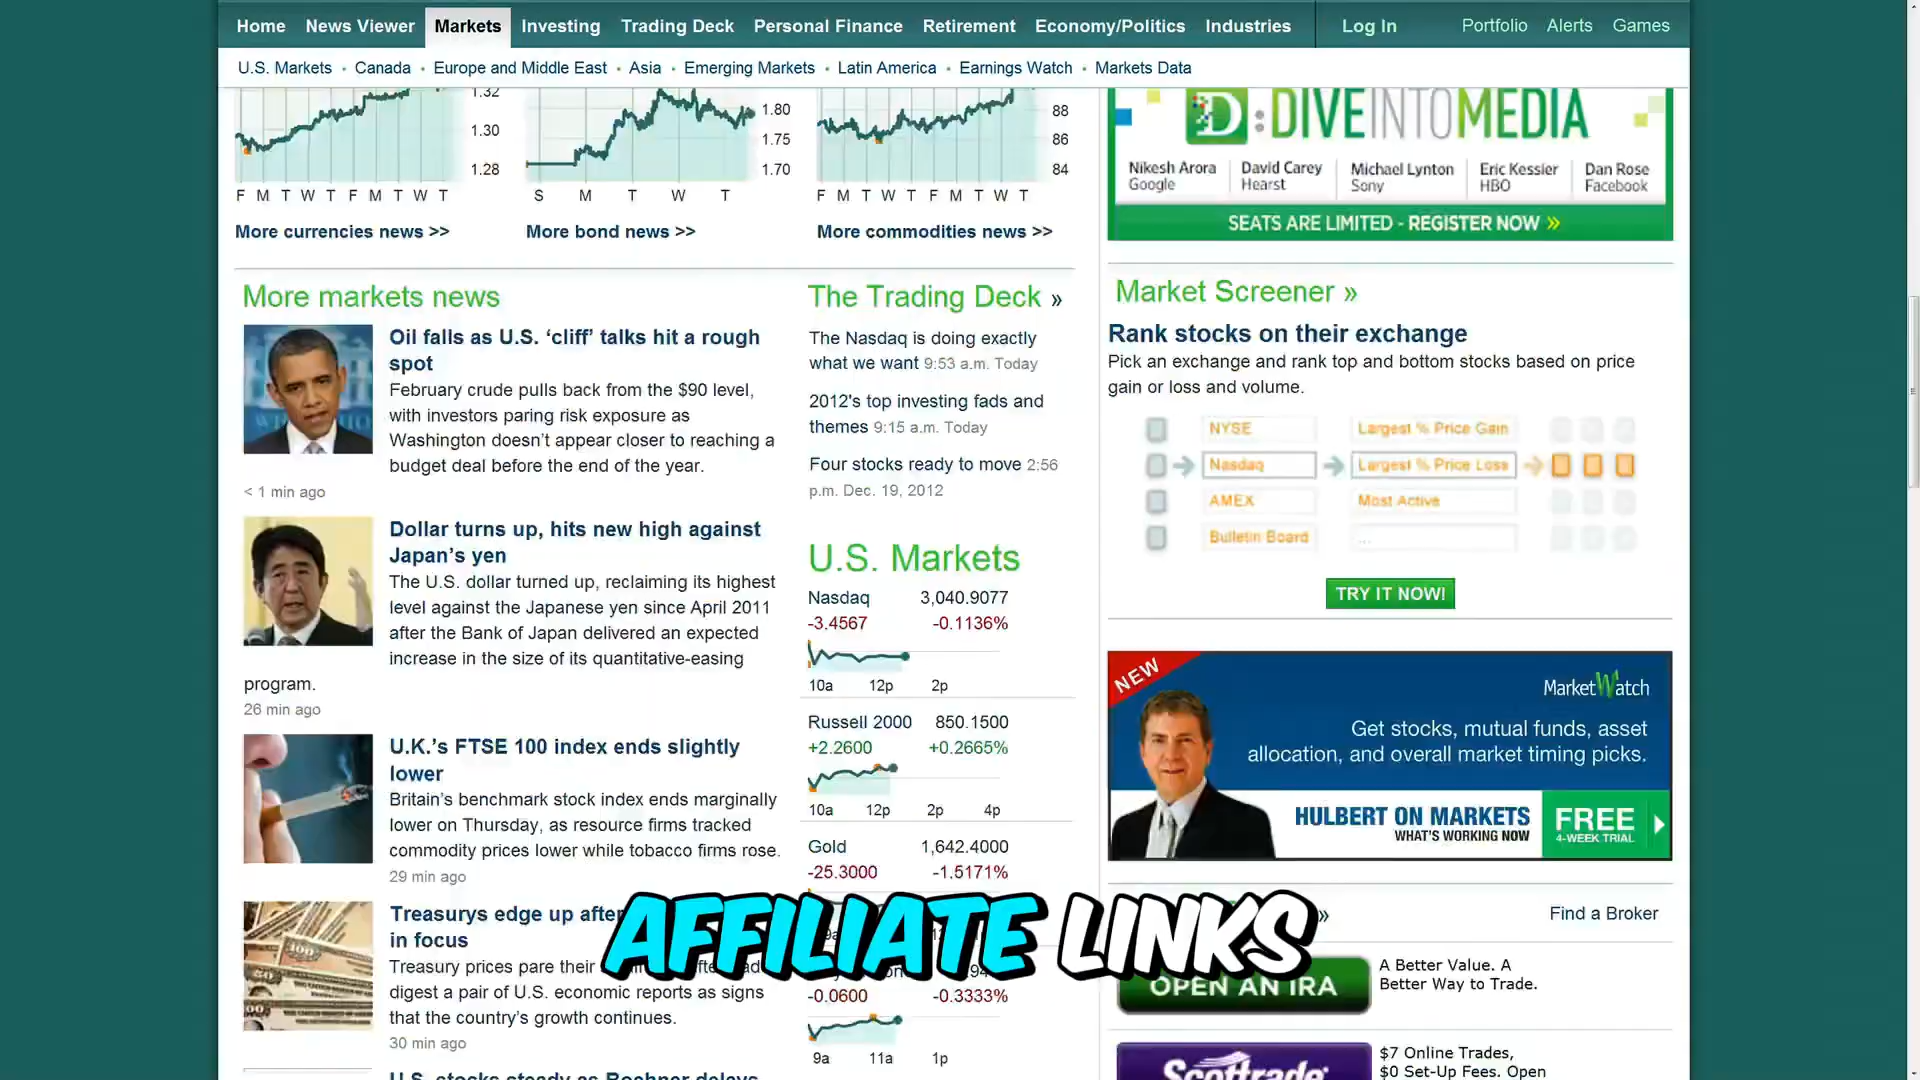 Home News Viewer Markets Investing Trading Deck Personal Finance Retirement Economy/Politics Industries Log In Portfolio Alerts Games
U.S. Markets • Canada • Europe and Middle East • Asia • Emerging Markets • Latin America • Earnings Watch • Markets Data
1.32
1.30
1.28
F M T W T F M T W T
More currencies news >>
1.80
1.75
1.70
S M T W T
More bond news >>
88
86
84
F M T W T F M T W T
More commodities news >>
D:DIVEINTOMEDIA
Nikesh Arora
Google
David Carey
Hearst
Michael Lynton
Sony
Eric Kessler
HBO
Dan Rose
Facebook
SEATS ARE LIMITED - REGISTER NOW »
More markets news
Oil falls as U.S. ‘cliff’ talks hit a rough
spot
February crude pulls back from the $90 level,
with investors paring risk exposure as
Washington doesn’t appear closer to reaching a
budget deal before the end of the year.
< 1 min ago
Dollar turns up, hits new high against
Japan’s yen
The U.S. dollar turned up, reclaiming its highest
level against the Japanese yen since April 2011
after the Bank of Japan delivered an expected
increase in the size of its quantitative-easing
program.
26 min ago
U.K.’s FTSE 100 index ends slightly
lower
Britain’s benchmark stock index ends marginally
lower on Thursday, as resource firms tracked
commodity prices lower while tobacco firms rose.
29 min ago
Treasurys edge up after
in focus
Treasury prices pare their
digest a pair of U.S. economic reports as signs
that the country’s growth continues.
30 min ago
U.S. stocks steady as Boehner delays
The Trading Deck »
The Nasdaq is doing exactly
what we want 9:53 a.m. Today
2012's top investing fads and
themes 9:15 a.m. Today
Four stocks ready to move 2:56
p.m. Dec. 19, 2012
U.S. Markets
Nasdaq 3,040.9077
-3.4567 -0.1136%
10a 12p 2p
Russell 2000 850.1500
+2.2600 +0.2665%
10a 12p 2p 4p
Gold 1,642.4000
-25.3000 -1.5171%
-0.0600 -0.3333%
9a 11a 1p
Market Screener »
Rank stocks on their exchange
Pick an exchange and rank top and bottom stocks based on price
gain or loss and volume.
NYSE Largest % Price Gain
Nasdaq Largest % Price Loss
AMEX Most Active
Bulletin Board ...
TRY IT NOW!
NEW
MarketWatch
Get stocks, mutual funds, asset
allocation, and overall market timing picks.
HULBERT ON MARKETS
WHAT'S WORKING NOW
FREE
4-WEEK TRIAL
» Find a Broker
OPEN AN IRA
A Better Value. A
Better Way to Trade.
Scottrade
$7 Online Trades,
$0 Set-Up Fees. Open
AFFILIATE LINKS